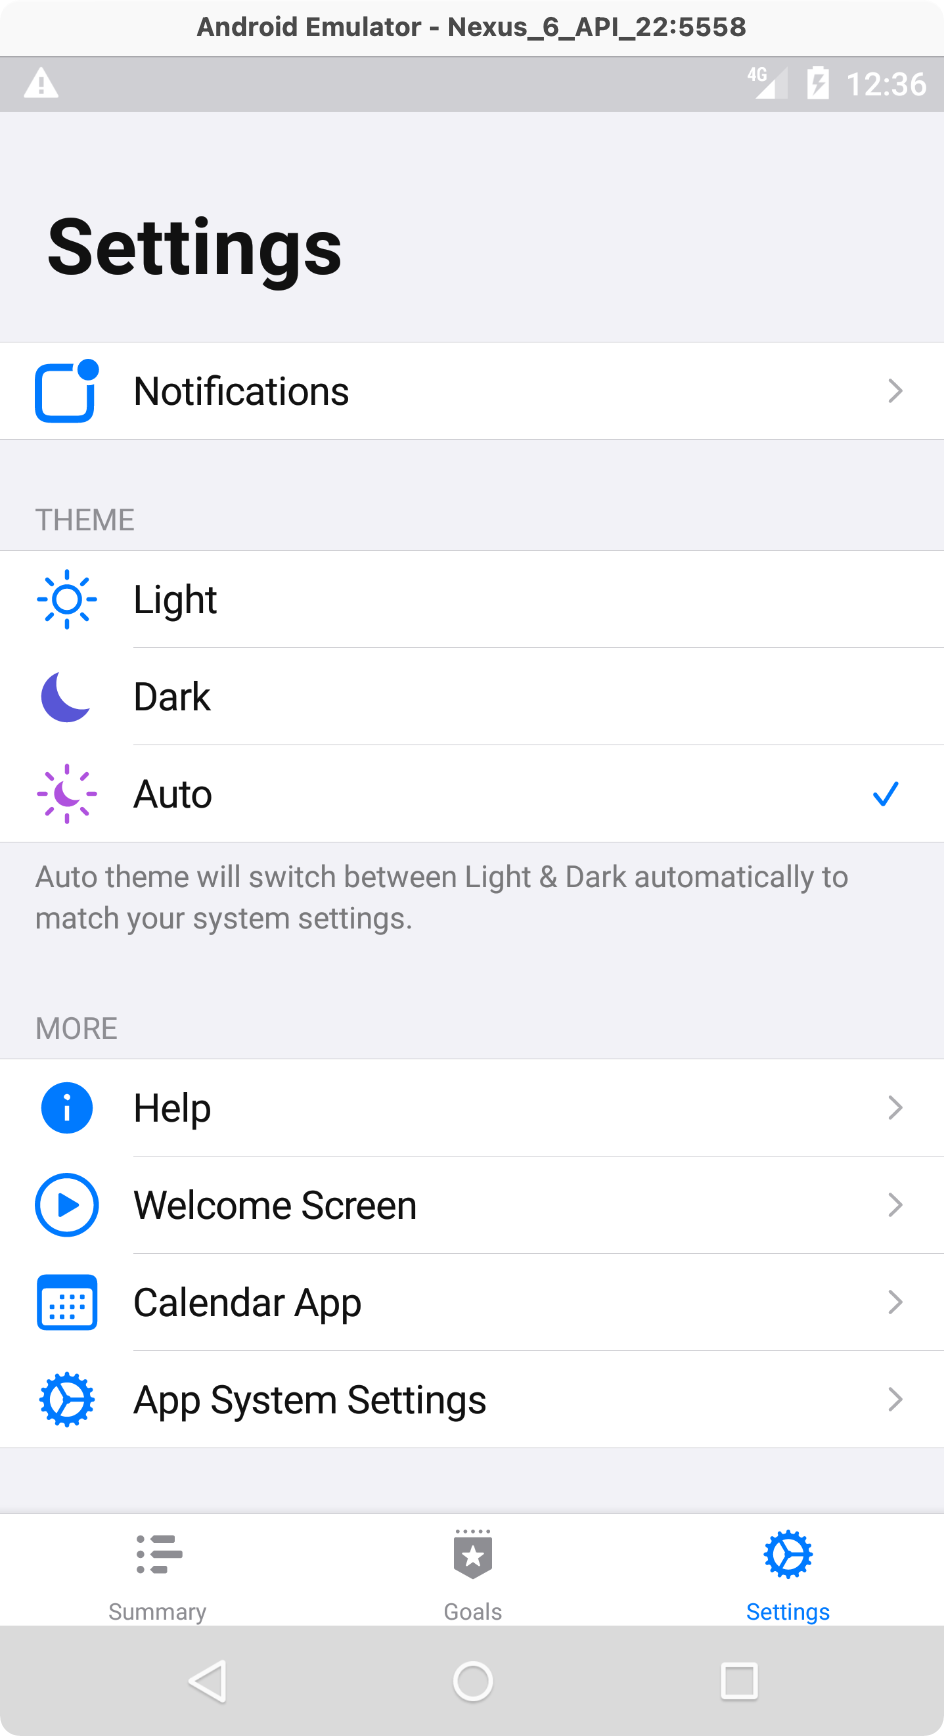 Android Emulator - Nexus_6_API_22:5558
4G 12:36
Settings
Notifications
THEME
Light
Dark
Auto
Auto theme will switch between Light & Dark automatically to
match your system settings.
MORE
Help
Welcome Screen
Calendar App
App System Settings
Summary Goals Settings